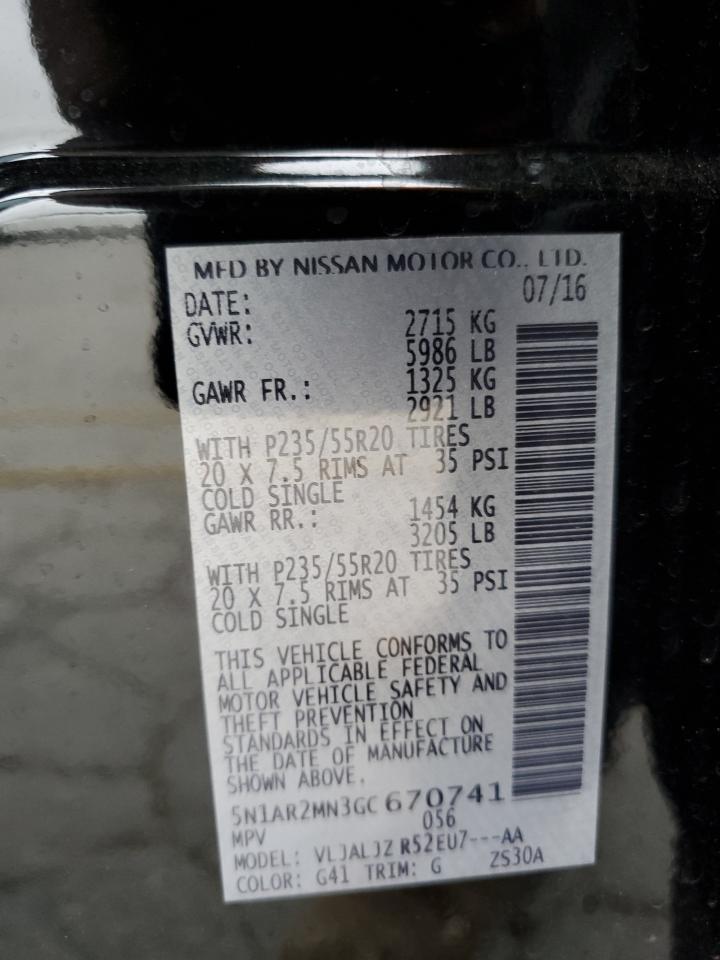 MFD BY NISSAN MOTOR CO., LTD.
DATE: 07/16
GVWR: 2715 KG
5986 LB
GAWR FR.: 1325 KG
2921 LB
WITH P235/55R20 TIRES
20 X 7.5 RIMS AT 35 PSI
COLD SINGLE
GAWR RR.: 1454 KG
3205 LB
WITH P235/55R20 TIRES
20 X 7.5 RIMS AT 35 PSI
COLD SINGLE
THIS VEHICLE CONFORMS TO
ALL APPLICABLE FEDERAL
MOTOR VEHICLE SAFETY AND
THEFT PREVENTION
STANDARDS IN EFFECT ON
THE DATE OF MANUFACTURE
SHOWN ABOVE.
5N1AR2MN3GC670741
MPV 056
MODEL: VLJALJZ R52EU7---AA
COLOR: G41 TRIM: G ZS30A